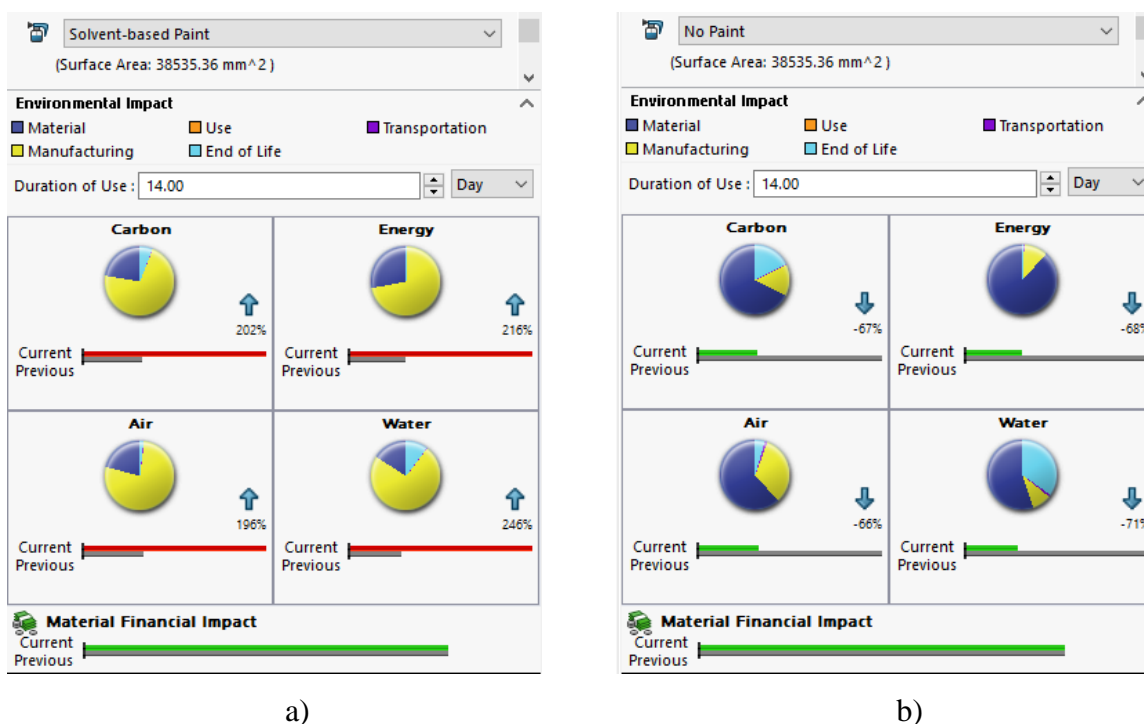 Solvent-based Paint
(Surface Area: 38535.36 mm^2 )
Environmental Impact
Material Use Transportation
Manufacturing End of Life
Duration of Use : 14.00 Day
Carbon Energy
202% 216%
Current Current
Previous Previous
Air Water
196% 246%
Current Current
Previous Previous
Material Financial Impact
Current
Previous
a)
No Paint
(Surface Area: 38535.36 mm^2 )
Environmental Impact
Material Use Transportation
Manufacturing End of Life
Duration of Use : 14.00 Day
Carbon Energy
-67% -68%
Current Current
Previous Previous
Air Water
-66% -71%
Current Current
Previous Previous
Material Financial Impact
Current
Previous
b)